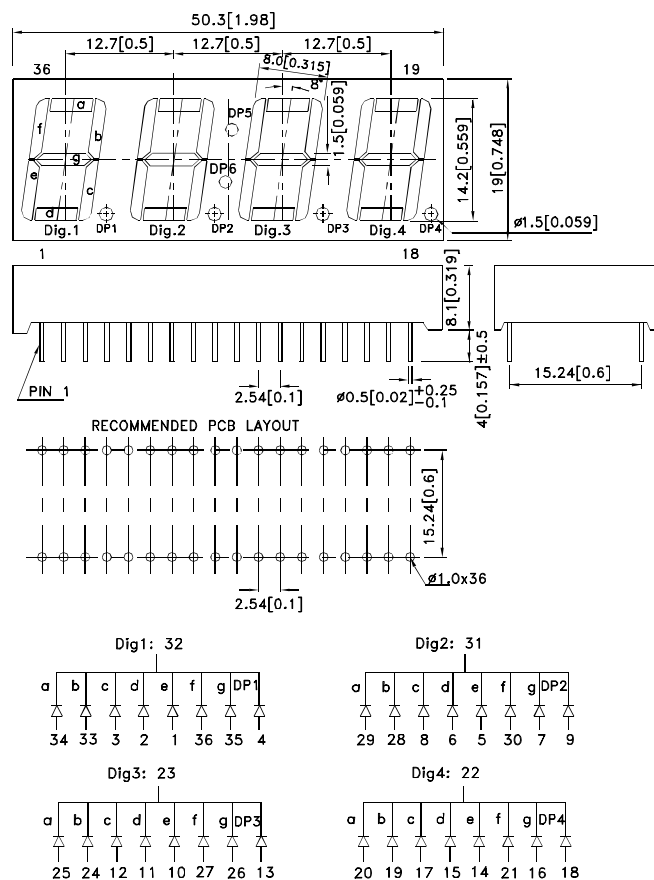 50.3[1.98]
12.7[0.5] 12.7[0.5] 12.7[0.5]
8.0[0.315]
8°
36 19
a
f b
g
e c
d
DP5
DP6
1.5[0.059]
14.2[0.559]
19[0.748]
Dig.1 DP1 Dig.2 DP2 Dig.3 DP3 Dig.4 DP4
ø1.5[0.059]
1 18
8.1[0.319]
4[0.157]±0.5
PIN 1
2.54[0.1]
ø0.5[0.02]+0.25
−0.1
15.24[0.6]
RECOMMENDED PCB LAYOUT
15.24[0.6]
ø1.0x36
2.54[0.1]
Dig1: 32
a b c d e f g DP1
34 33 3 2 1 36 35 4
Dig2: 31
a b c d e f g DP2
29 28 8 6 5 30 7 9
Dig3: 23
a b c d e f g DP3
25 24 12 11 10 27 26 13
Dig4: 22
a b c d e f g DP4
20 19 17 15 14 21 16 18